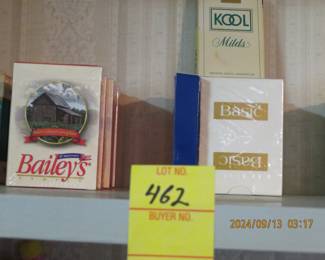 KOOL
Milds
Basic
Basic
Bailey's
LOT NO.
462
BUYER NO.
2024/09/13 03:17